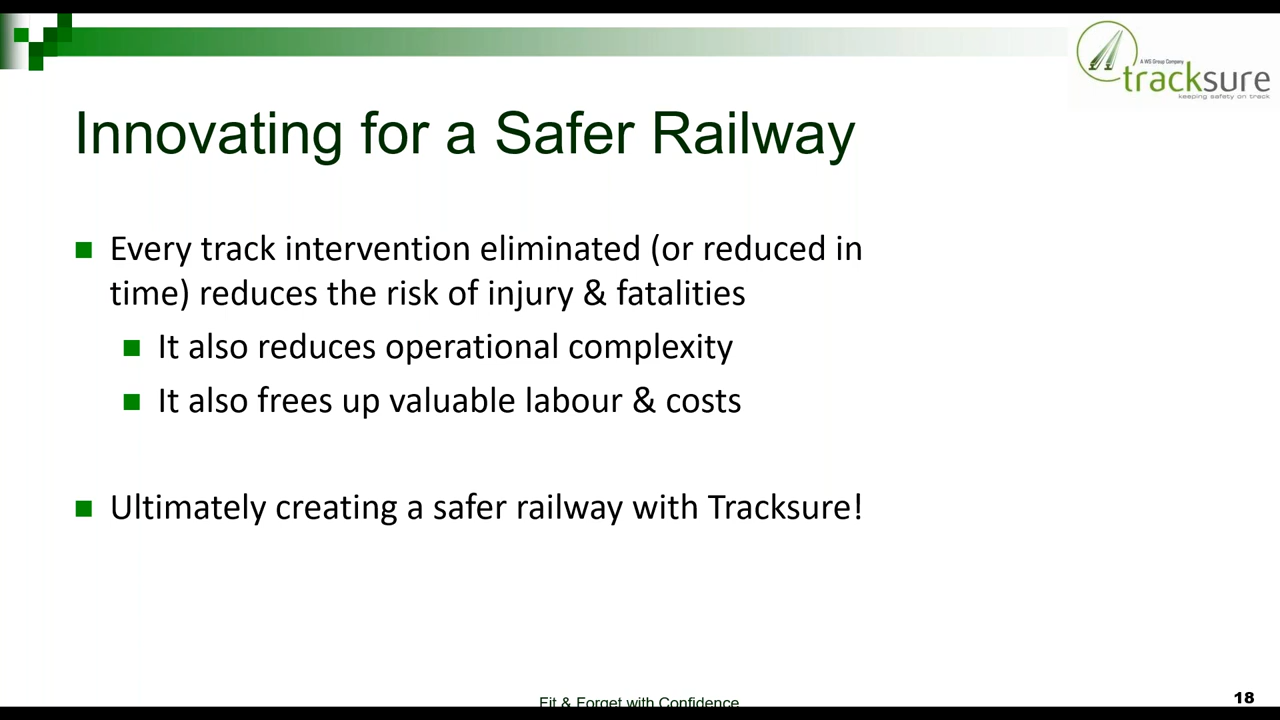 A WG Group Company
tracksure
keeping safety on track
Innovating for a Safer Railway
Every track intervention eliminated (or reduced in
time) reduces the risk of injury & fatalities
It also reduces operational complexity
It also frees up valuable labour & costs
Ultimately creating a safer railway with Tracksure!
Fit & Forget with Confidence
18